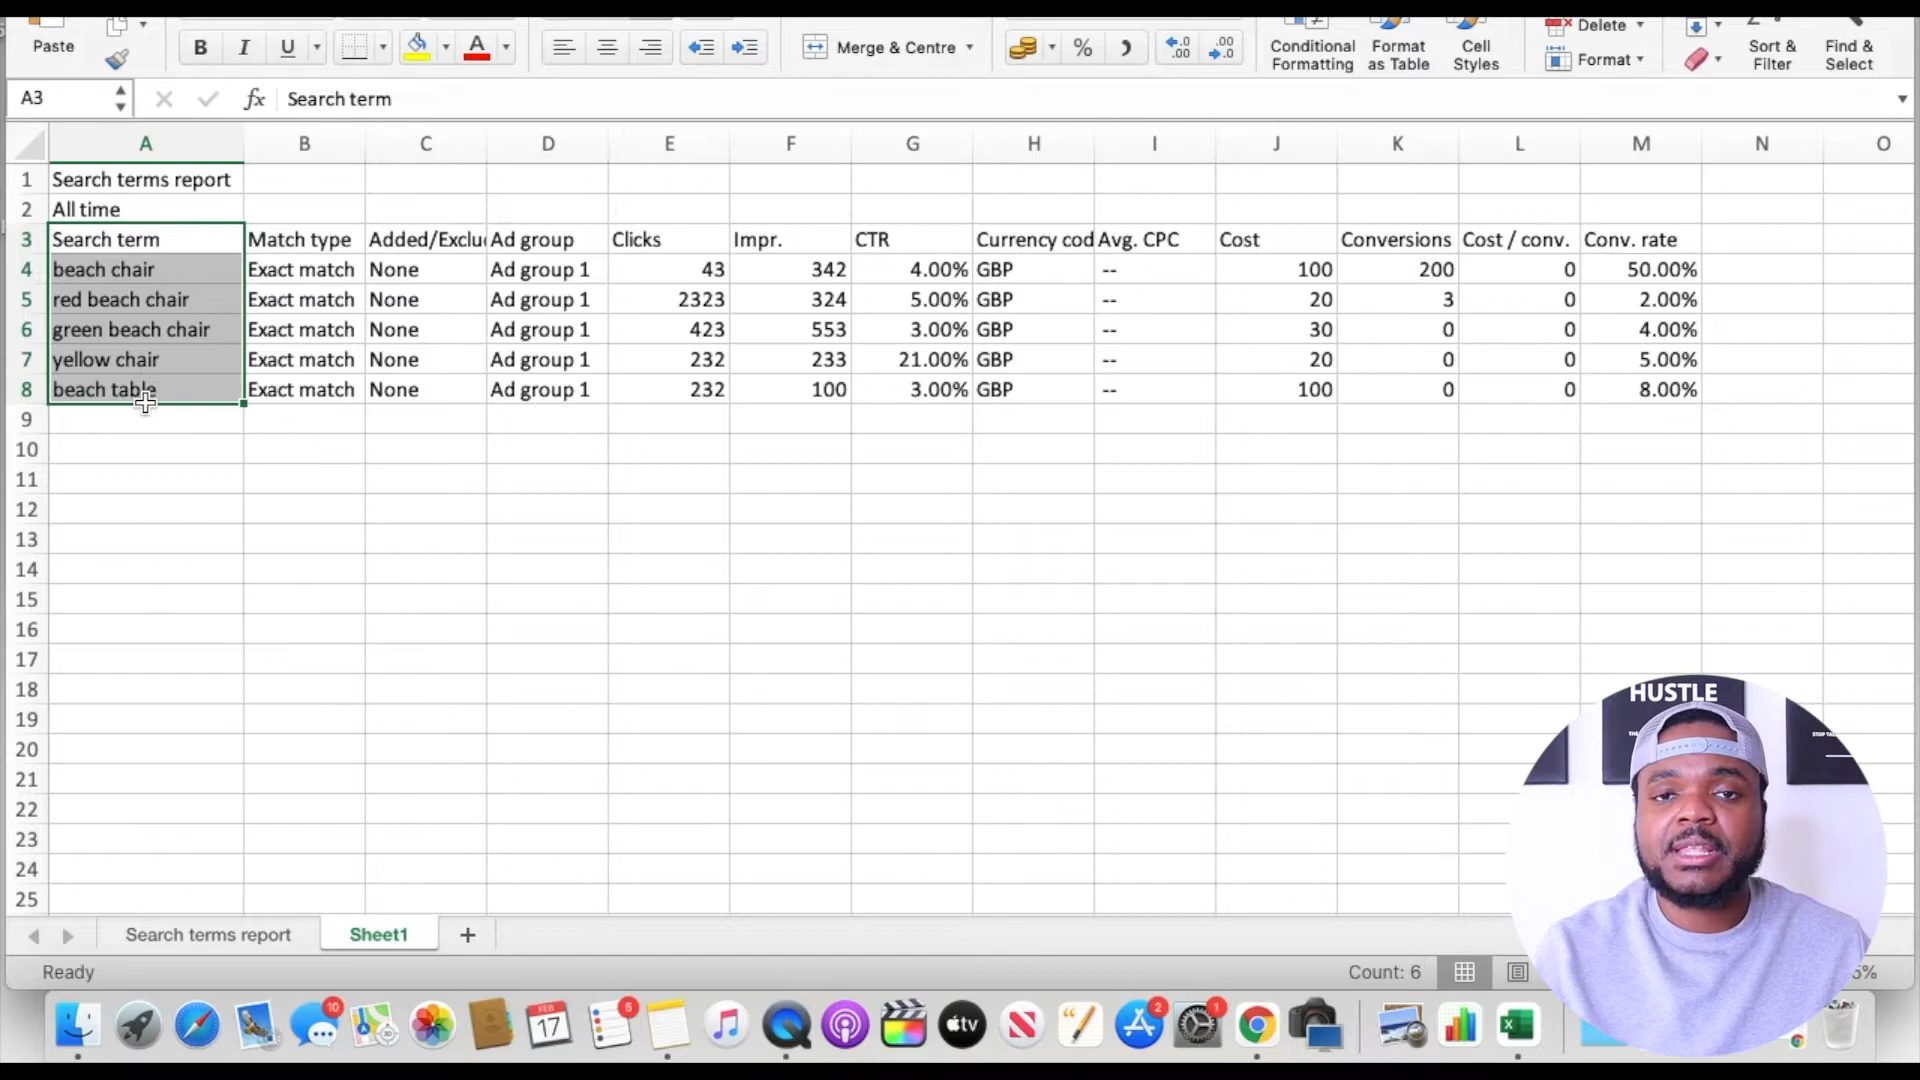 Paste
B I U
A
Merge & Centre
%
Conditional Formatting
Format as Table
Cell Styles
Delete
Format
Sort & Filter
Find & Select
A3 fx Search term
A B C D E F G H I J K L M N O
1 Search terms report
2 All time
3 Search term Match type Added/Exclu Ad group Clicks Impr. CTR Currency cod Avg. CPC Cost Conversions Cost / conv. Conv. rate
4 beach chair Exact match None Ad group 1 43 342 4.00% GBP -- 100 200 0 50.00%
5 red beach chair Exact match None Ad group 1 2323 324 5.00% GBP -- 20 3 0 2.00%
6 green beach chair Exact match None Ad group 1 423 553 3.00% GBP -- 30 0 0 4.00%
7 yellow chair Exact match None Ad group 1 232 233 21.00% GBP -- 20 0 0 5.00%
8 beach table Exact match None Ad group 1 232 100 3.00% GBP -- 100 0 0 8.00%
9
10
11
12
13
14
15
16
17
18
19
20
21
22
23
24
25
HUSTLE
Search terms report Sheet1 +
Ready Count: 6
10
FEB
17
5
tv
2
1